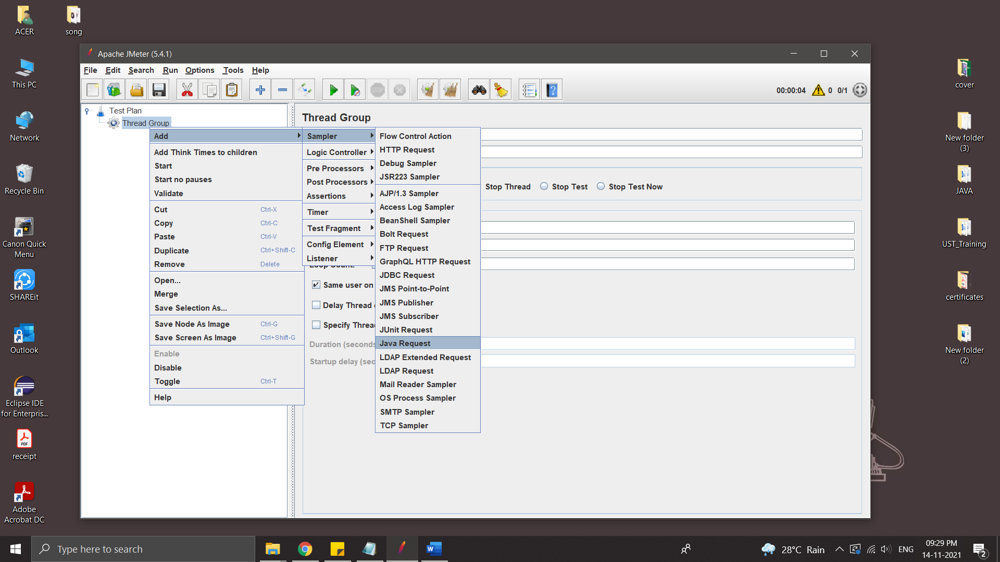 ACER
song
This PC
Network
Recycle Bin
Canon Quick
Menu
SHAREit
Outlook
Eclipse IDE
for Enterpris...
receipt
Adobe
Acrobat DC
Apache JMeter (5.4.1)
File Edit Search Run Options Tools Help
STOP
00:00:04 0 0/1
Test Plan
Thread Group
Thread Group
Add
Add Think Times to children
Start
Start no pauses
Validate
Cut Ctrl-X
Copy Ctrl-C
Paste Ctrl-V
Duplicate Ctrl+Shift-C
Remove Delete
Open...
Merge
Save Selection As...
Save Node As Image Ctrl-G
Save Screen As Image Ctrl+Shift-G
Enable
Disable
Toggle Ctrl-T
Help
Sampler
Logic Controller
Pre Processors
Post Processors
Assertions
Timer
Test Fragment
Config Element
Listener
Flow Control Action
HTTP Request
Debug Sampler
JSR223 Sampler
AJP/1.3 Sampler
Access Log Sampler
BeanShell Sampler
Bolt Request
FTP Request
GraphQL HTTP Request
JDBC Request
JMS Point-to-Point
JMS Publisher
JMS Subscriber
JUnit Request
Java Request
LDAP Extended Request
LDAP Request
Mail Reader Sampler
OS Process Sampler
SMTP Sampler
TCP Sampler
Stop Thread Stop Test Stop Test Now
Loop Count:
Same user on
Delay Thread
Specify Threa
Duration (seconds
Startup delay (sec
cover
New folder
(3)
JAVA
UST_Training
certificates
New folder
(2)
Type here to search
28°C Rain
ENG
09:29 PM
14-11-2021
2